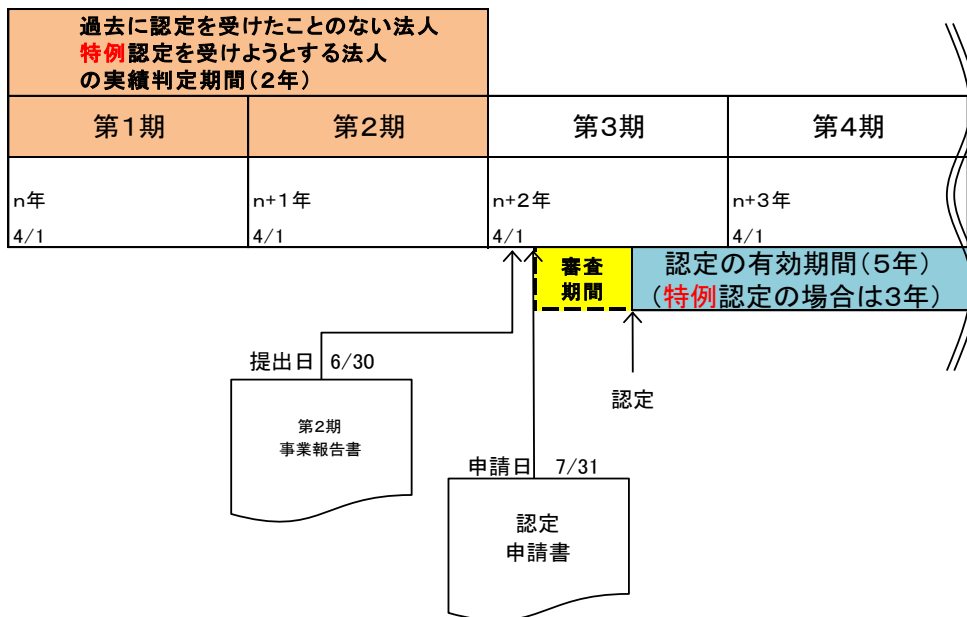 過去に認定を受けたことのない法人
特例認定を受けようとする法人
の実績判定期間(2年)
第1期
第2期
第3期
第4期
n年
4/1
n+1年
4/1
n+2年
4/1
n+3年
4/1
審査
期間
認定の有効期間(5年)
(特例認定の場合は3年)
提出日 6/30
認定
第2期
事業報告書
申請日 7/31
認定
申請書